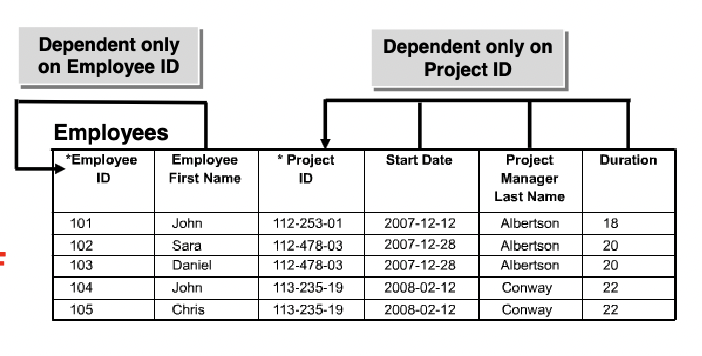 Dependent only
on Employee ID
Dependent only on
Project ID
Employees
*Employee ID Employee First Name * Project ID Start Date Project Manager Last Name Duration
101 John 112-253-01 2007-12-12 Albertson 18
102 Sara 112-478-03 2007-12-28 Albertson 20
103 Daniel 112-478-03 2007-12-28 Albertson 20
104 John 113-235-19 2008-02-12 Conway 22
105 Chris 113-235-19 2008-02-12 Conway 22